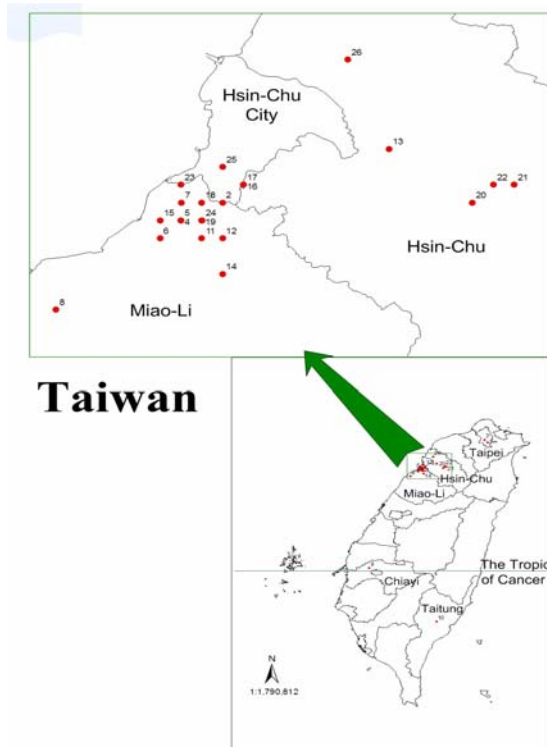 26
Hsin-Chu
City
13
25
17
16
23
22
21
7
18
2
20
15
5
24
4
19
6
11
12
Hsin-Chu
14
8
Miao-Li
Taiwan
Taipei
Hsin-Chu
Miao-Li
The Tropic
of Cancer
Chiayi
Taitung
N
1:1,790,812